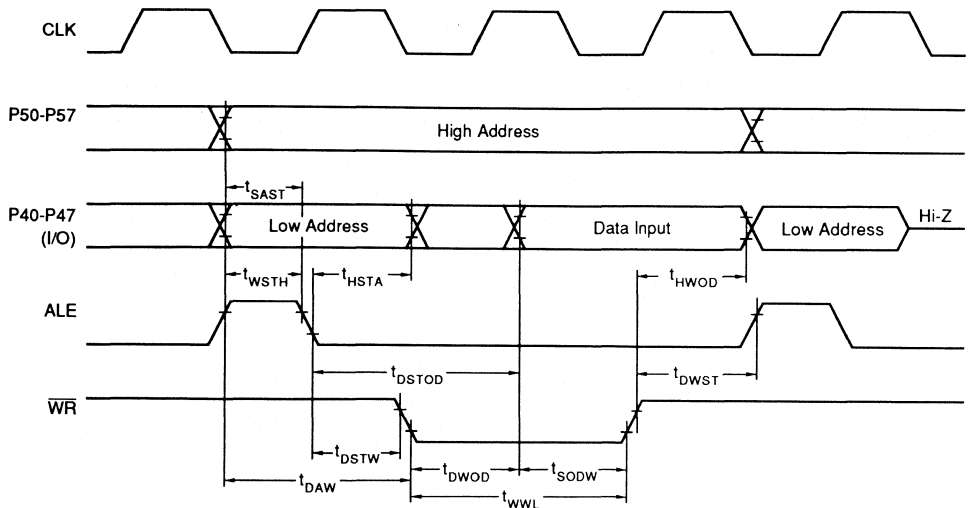 CLK
P50-P57
High Address
tSAST
P40-P47
(I/O)
Low Address
Data Input
Low Address
Hi-Z
tWSTH
tHSTA
tHWOD
ALE
tDSTOD
tDWST
WR
tDSTW
tDWOD
tSODW
tDAW
tWWL